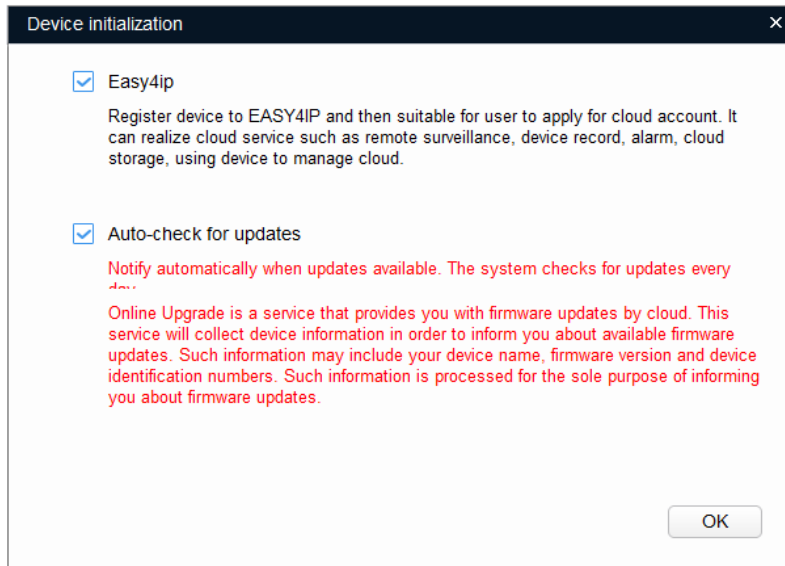 Device initialization
Easy4ip
Register device to EASY4IP and then suitable for user to apply for cloud account. It
can realize cloud service such as remote surveillance, device record, alarm, cloud
storage, using device to manage cloud.
Auto-check for updates
Notify automatically when updates available. The system checks for updates every
day.
Online Upgrade is a service that provides you with firmware updates by cloud. This
service will collect device information in order to inform you about available firmware
updates. Such information may include your device name, firmware version and device
identification numbers. Such information is processed for the sole purpose of informing
you about firmware updates.
OK